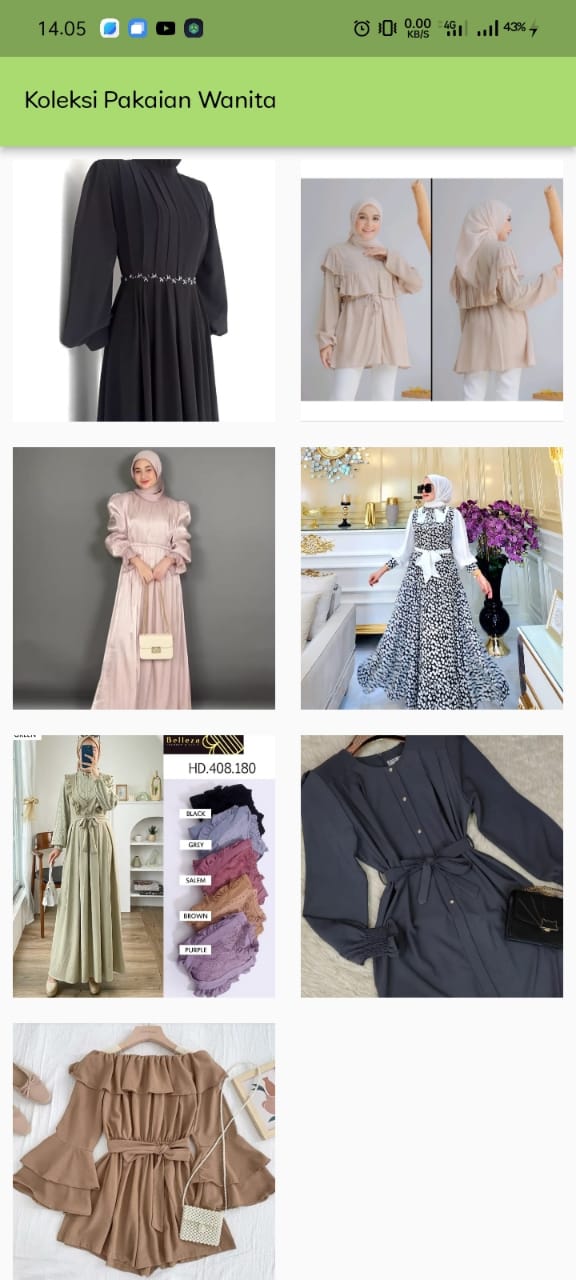 14.05
0.00
KB/S
4G
43%
Koleksi Pakaian Wanita
GREEN
Belleza
HD.408.180
BLACK
GREY
SALEM
BROWN
PURPLE